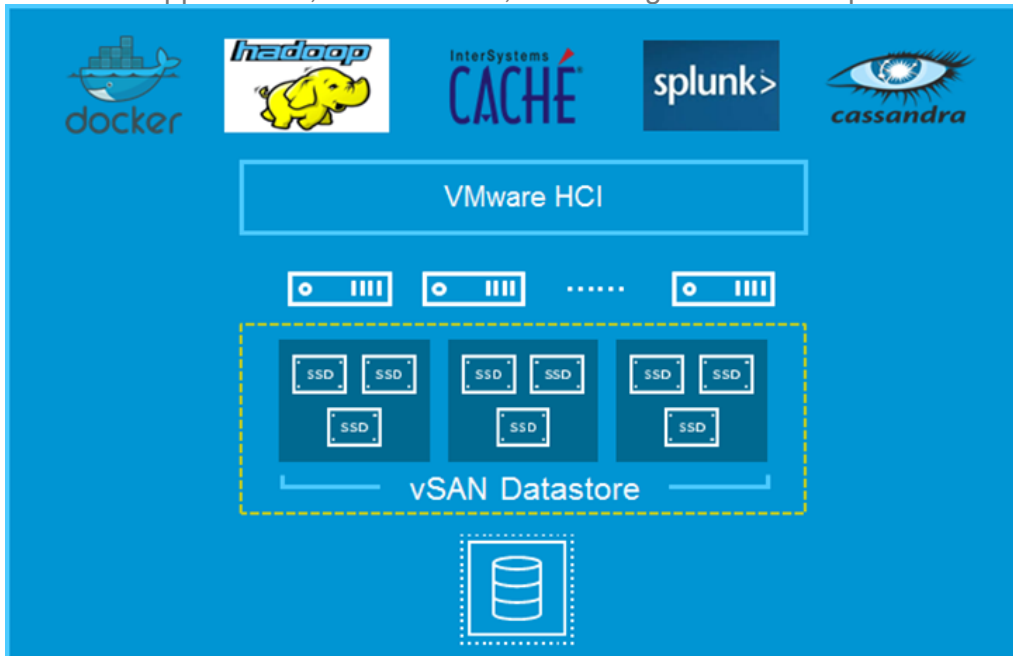 docker
hadoop
InterSystems
CACHÉ
splunk>
cassandra
VMware HCI
SSD SSD SSD SSD SSD SSD
SSD SSD SSD
vSAN Datastore